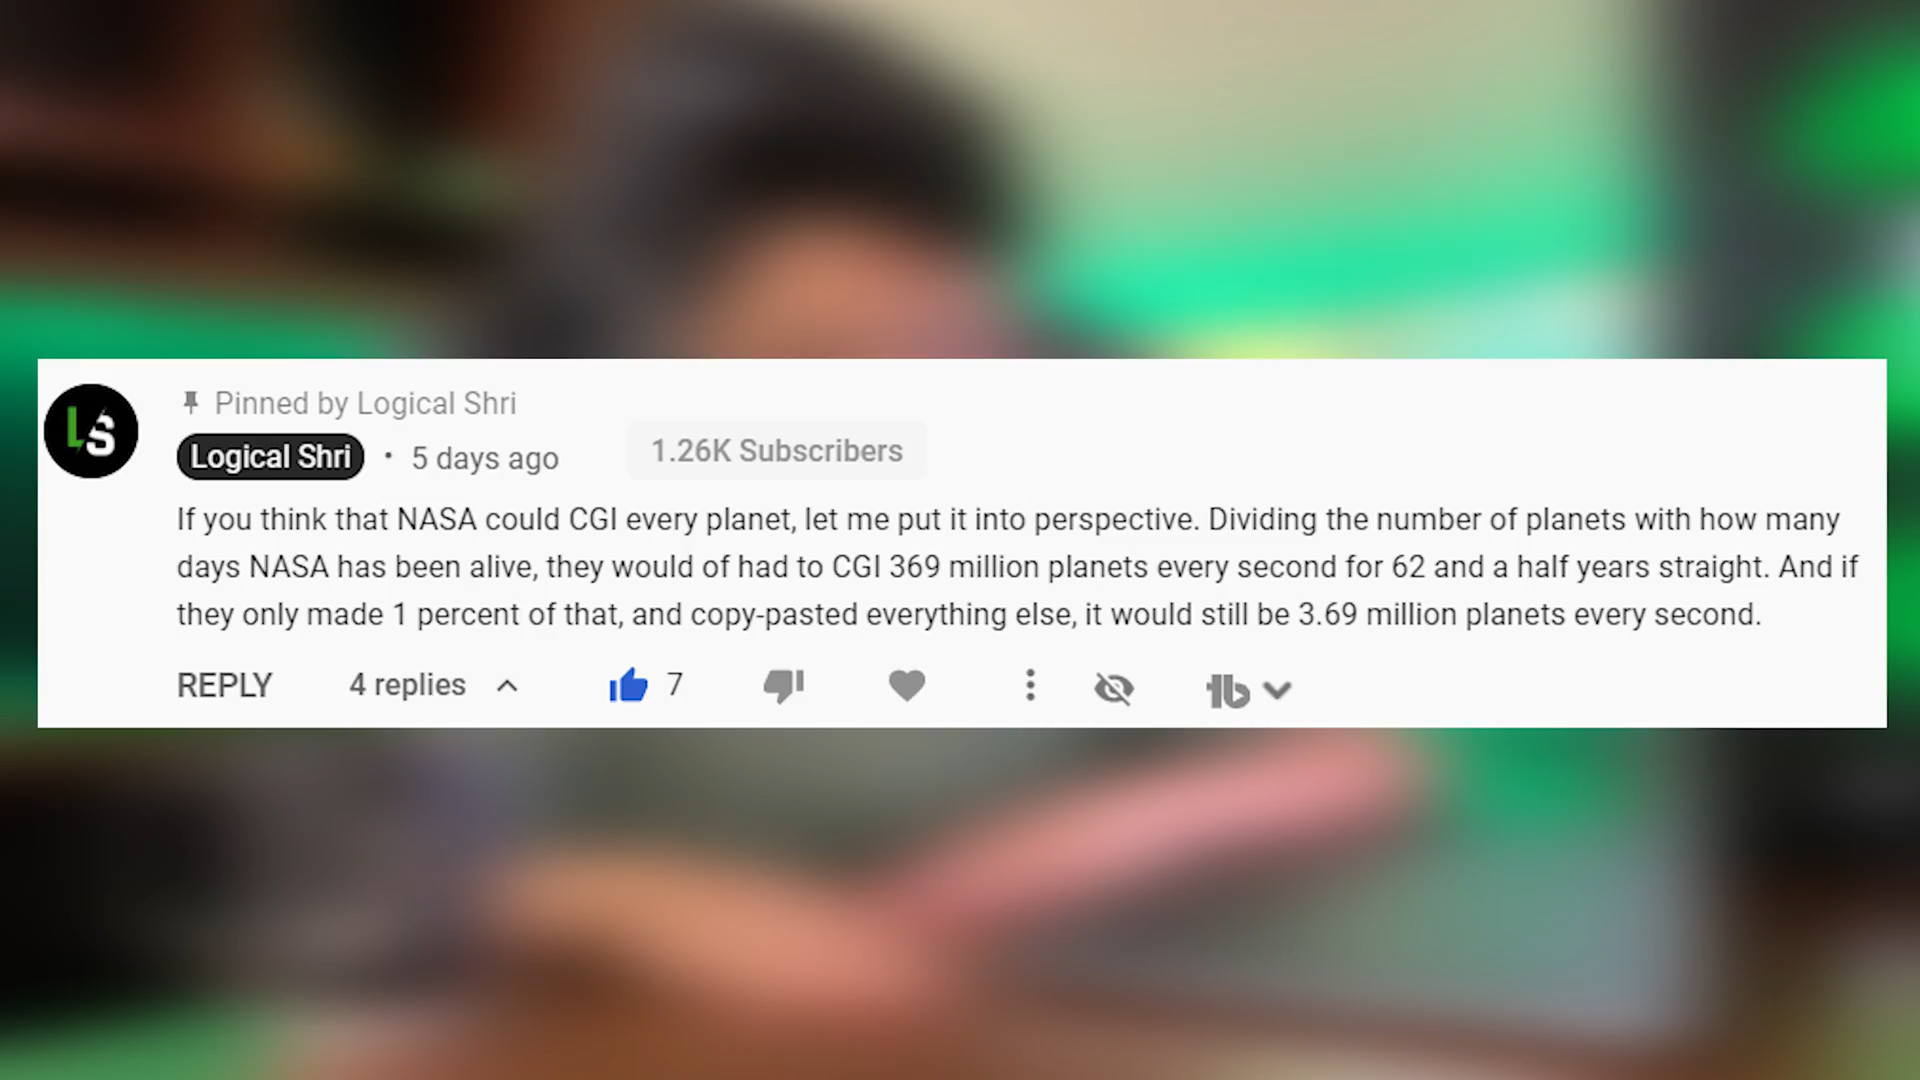 LS
Pinned by Logical Shri
Logical Shri • 5 days ago 1.26K Subscribers
If you think that NASA could CGI every planet, let me put it into perspective. Dividing the number of planets with how many
days NASA has been alive, they would of had to CGI 369 million planets every second for 62 and a half years straight. And if
they only made 1 percent of that, and copy-pasted everything else, it would still be 3.69 million planets every second.
REPLY 4 replies 7 tb